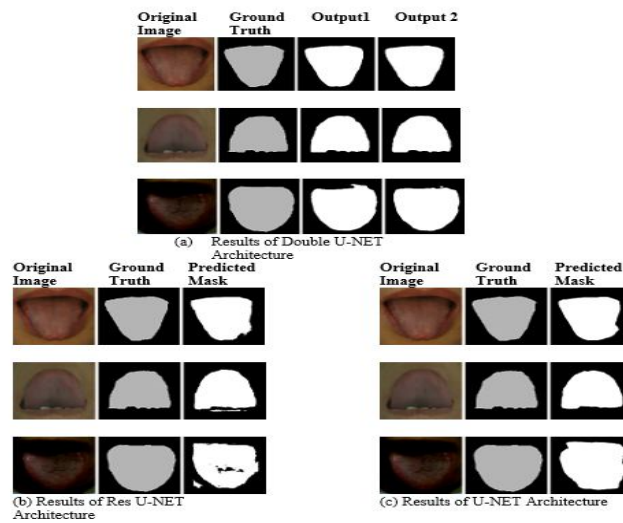 Original Image Ground Truth Output1 Output 2
(a) Results of Double U-NET
Architecture
Original Image Ground Truth Predicted Mask
(b) Results of Res U-NET
Architecture
Original Image Ground Truth Predicted Mask
(c) Results of U-NET Architecture